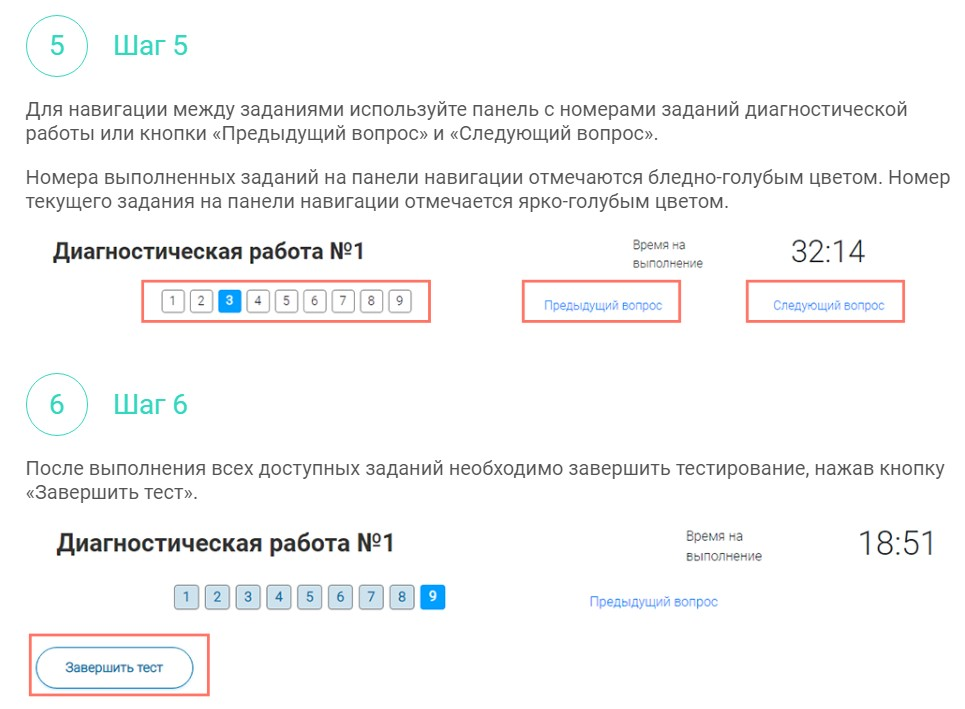 5 Шаг 5
Для навигации между заданиями используйте панель с номерами заданий диагностической
работы или кнопки «Предыдущий вопрос» и «Следующий вопрос».
Номера выполненных заданий на панели навигации отмечаются бледно-голубым цветом. Номер
текущего задания на панели навигации отмечается ярко-голубым цветом.
Диагностическая работа №1
Время на
выполнение
32:14
1 2 3 4 5 6 7 8 9
Предыдущий вопрос
Следующий вопрос
6 Шаг 6
После выполнения всех доступных заданий необходимо завершить тестирование, нажав кнопку
«Завершить тест».
Диагностическая работа №1
Время на
выполнение
18:51
1 2 3 4 5 6 7 8 9
Предыдущий вопрос
Завершить тест